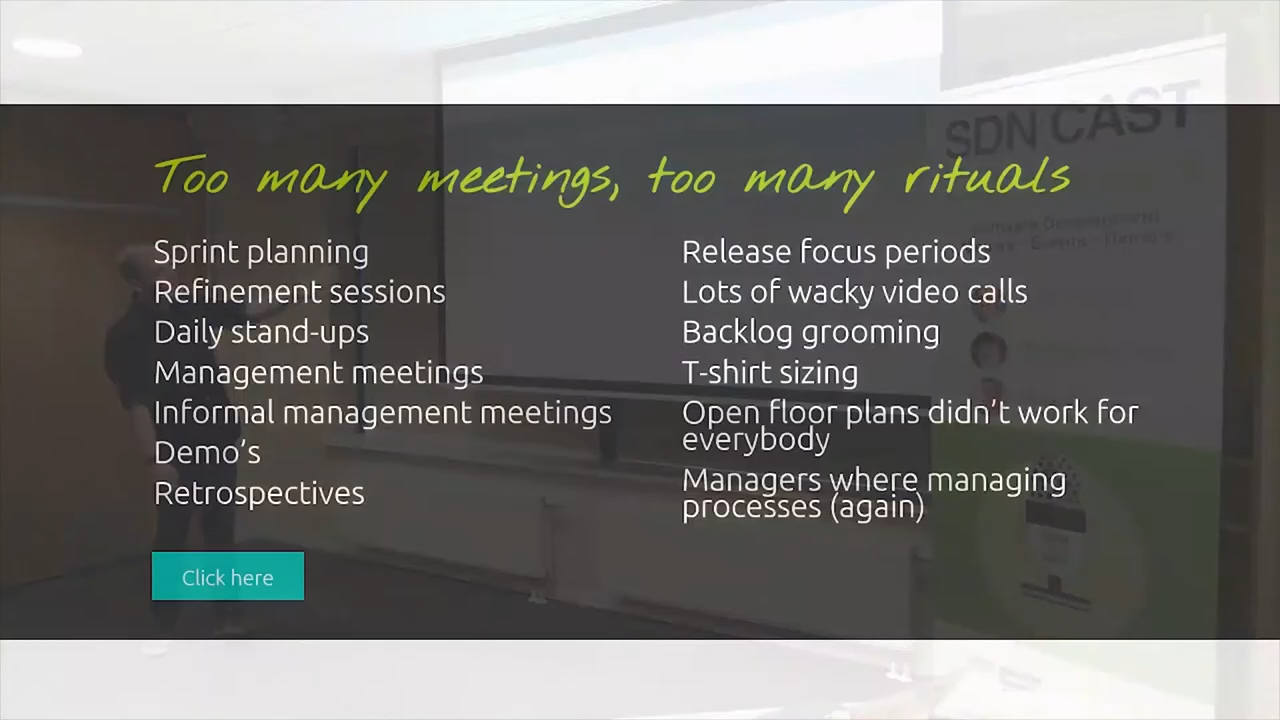 SDN CAST
Too many meetings, too many rituals
Sprint planning
Refinement sessions
Daily stand-ups
Management meetings
Informal management meetings
Demo’s
Retrospectives
Release focus periods
Lots of wacky video calls
Backlog grooming
T-shirt sizing
Open floor plans didn’t work for
everybody
Managers where managing
processes (again)
Click here